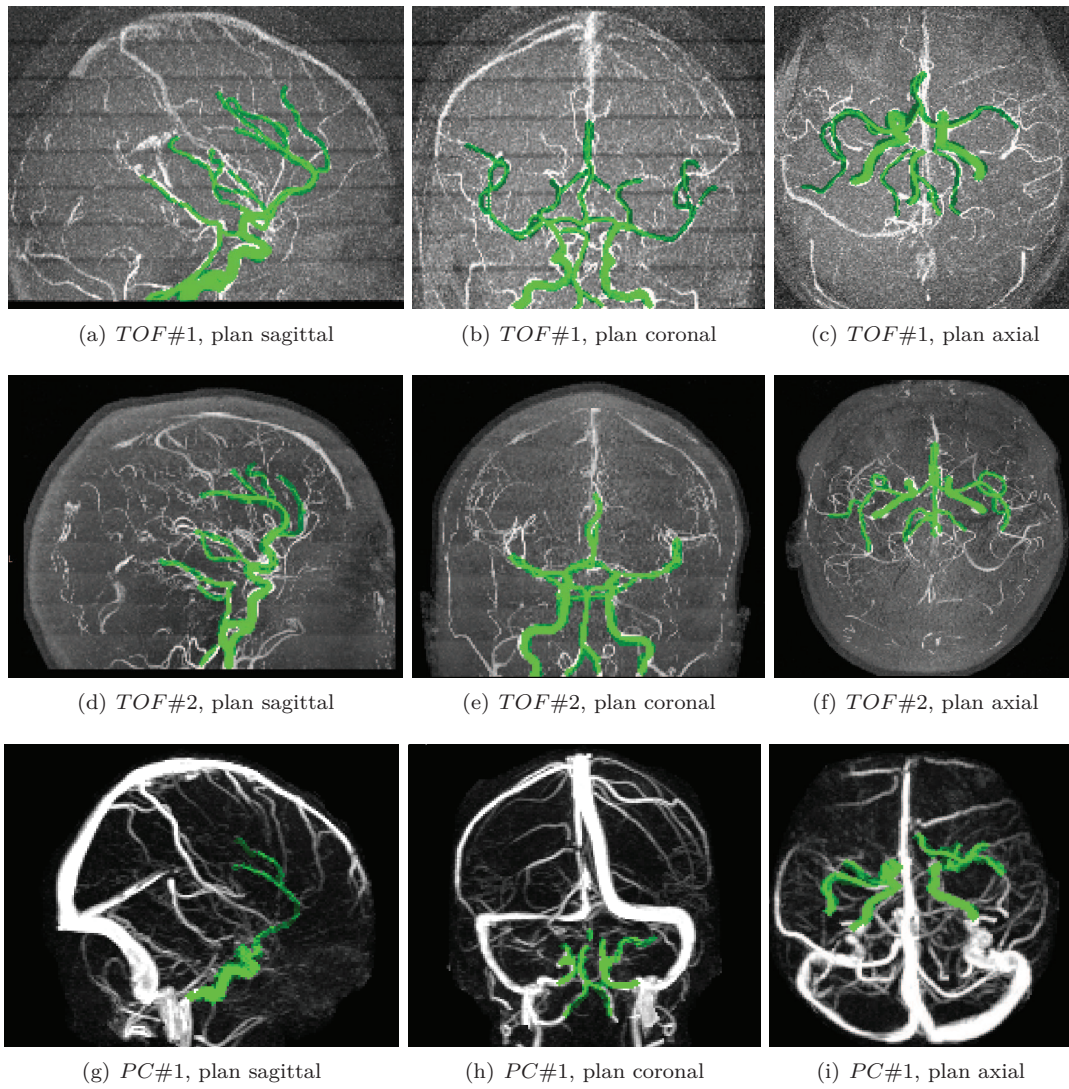 (a) TOF#1, plan sagittal
(b) TOF#1, plan coronal
(c) TOF#1, plan axial
(d) TOF#2, plan sagittal
(e) TOF#2, plan coronal
(f) TOF#2, plan axial
(g) PC#1, plan sagittal
(h) PC#1, plan coronal
(i) PC#1, plan axial